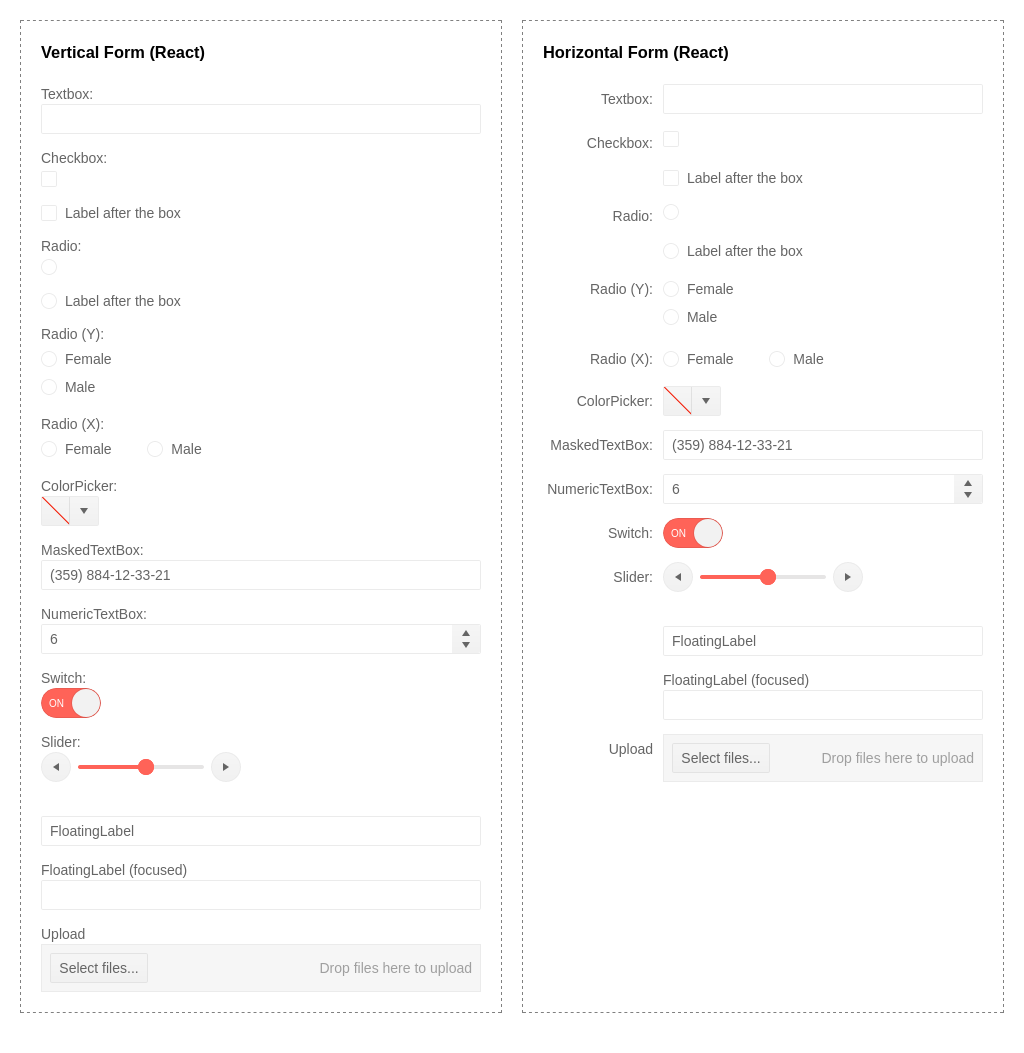 Vertical Form (React)
Textbox:
Checkbox:
Label after the box
Radio:
Label after the box
Radio (Y):
Female
Male
Radio (X):
Female Male
ColorPicker:
MaskedTextBox:
(359) 884-12-33-21
NumericTextBox:
6
Switch:
ON
Slider:
FloatingLabel
FloatingLabel (focused)
Upload
Select files... Drop files here to upload
Horizontal Form (React)
Textbox:
Checkbox:
Label after the box
Radio:
Label after the box
Radio (Y): Female
Male
Radio (X): Female Male
ColorPicker:
MaskedTextBox: (359) 884-12-33-21
NumericTextBox: 6
Switch: ON
Slider:
FloatingLabel
FloatingLabel (focused)
Upload Select files... Drop files here to upload